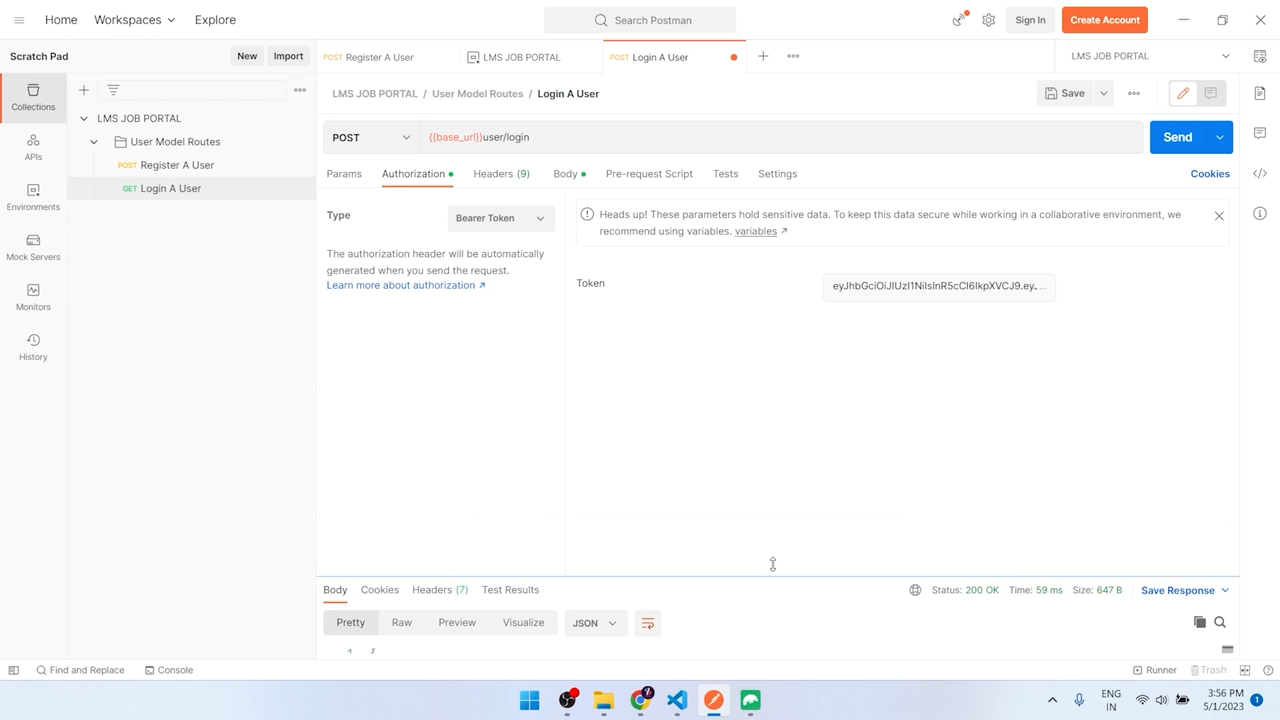 Home Workspaces Explore
Search Postman
Sign In Create Account
Scratch Pad New Import
POST Register A User LMS JOB PORTAL POST Login A User
LMS JOB PORTAL
Collections
APIs
Environments
Mock Servers
Monitors
History
LMS JOB PORTAL
User Model Routes
POST Register A User
GET Login A User
LMS JOB PORTAL / User Model Routes / Login A User
Save
POST {{base_url}}user/login Send
Params Authorization Headers (9) Body Pre-request Script Tests Settings Cookies
Type Bearer Token
The authorization header will be automatically
generated when you send the request.
Learn more about authorization ↗
Heads up! These parameters hold sensitive data. To keep this data secure while working in a collaborative environment, we
recommend using variables. variables ↗
Token
Body Cookies Headers (7) Test Results
Status: 200 OK Time: 59 ms Size: 647 B Save Response
Pretty Raw Preview Visualize JSON
Find and Replace Console
Runner Trash
ENG
IN
3:56 PM
5/1/2023
1